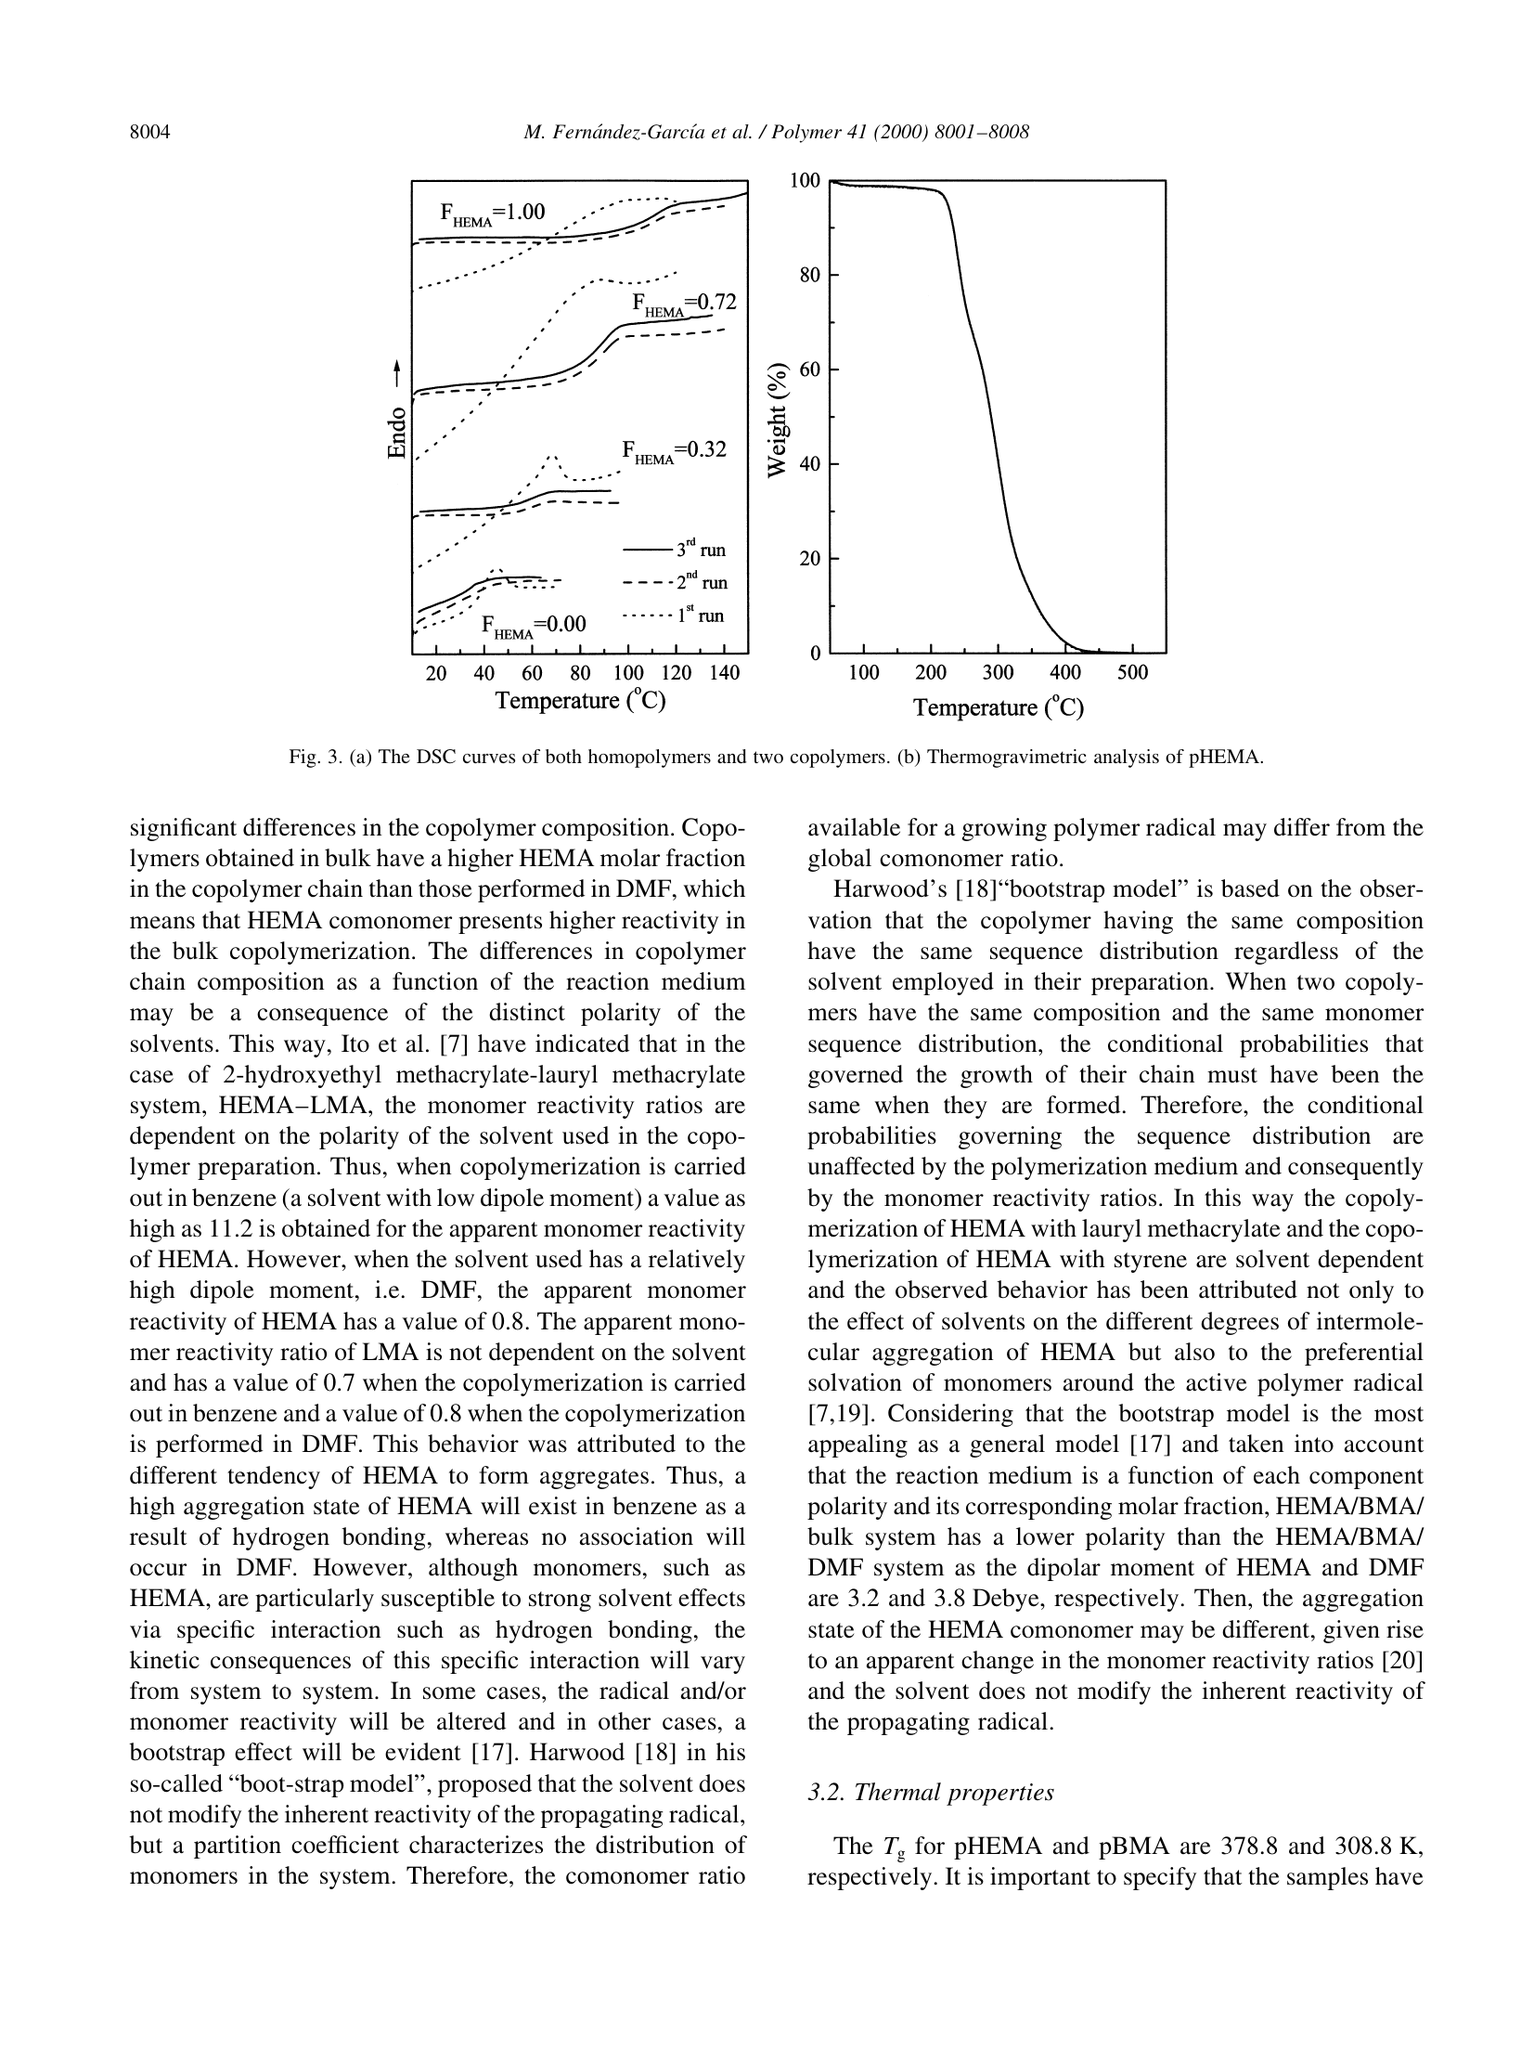 8004
M. Fernández-García et al. / Polymer 41 (2000) 8001–8008
F_HEMA=1.00
F_HEMA=0.72
F_HEMA=0.32
F_HEMA=0.00
3rd run
2nd run
1st run
Endo →
20 40 60 80 100 120 140
Temperature (°C)
100
80
60
40
20
0
Weight (%)
100 200 300 400 500
Temperature (°C)
Fig. 3. (a) The DSC curves of both homopolymers and two copolymers. (b) Thermogravimetric analysis of pHEMA.
significant differences in the copolymer composition. Copo-
lymers obtained in bulk have a higher HEMA molar fraction
in the copolymer chain than those performed in DMF, which
means that HEMA comonomer presents higher reactivity in
the bulk copolymerization. The differences in copolymer
chain composition as a function of the reaction medium
may be a consequence of the distinct polarity of the
solvents. This way, Ito et al. [7] have indicated that in the
case of 2-hydroxyethyl methacrylate-lauryl methacrylate
system, HEMA–LMA, the monomer reactivity ratios are
dependent on the polarity of the solvent used in the copo-
lymer preparation. Thus, when copolymerization is carried
out in benzene (a solvent with low dipole moment) a value as
high as 11.2 is obtained for the apparent monomer reactivity
of HEMA. However, when the solvent used has a relatively
high dipole moment, i.e. DMF, the apparent monomer
reactivity of HEMA has a value of 0.8. The apparent mono-
mer reactivity ratio of LMA is not dependent on the solvent
and has a value of 0.7 when the copolymerization is carried
out in benzene and a value of 0.8 when the copolymerization
is performed in DMF. This behavior was attributed to the
different tendency of HEMA to form aggregates. Thus, a
high aggregation state of HEMA will exist in benzene as a
result of hydrogen bonding, whereas no association will
occur in DMF. However, although monomers, such as
HEMA, are particularly susceptible to strong solvent effects
via specific interaction such as hydrogen bonding, the
kinetic consequences of this specific interaction will vary
from system to system. In some cases, the radical and/or
monomer reactivity will be altered and in other cases, a
bootstrap effect will be evident [17]. Harwood [18] in his
so-called “boot-strap model”, proposed that the solvent does
not modify the inherent reactivity of the propagating radical,
but a partition coefficient characterizes the distribution of
monomers in the system. Therefore, the comonomer ratio
available for a growing polymer radical may differ from the
global comonomer ratio.
Harwood’s [18]“bootstrap model” is based on the obser-
vation that the copolymer having the same composition
have the same sequence distribution regardless of the
solvent employed in their preparation. When two copoly-
mers have the same composition and the same monomer
sequence distribution, the conditional probabilities that
governed the growth of their chain must have been the
same when they are formed. Therefore, the conditional
probabilities governing the sequence distribution are
unaffected by the polymerization medium and consequently
by the monomer reactivity ratios. In this way the copoly-
merization of HEMA with lauryl methacrylate and the copo-
lymerization of HEMA with styrene are solvent dependent
and the observed behavior has been attributed not only to
the effect of solvents on the different degrees of intermole-
cular aggregation of HEMA but also to the preferential
solvation of monomers around the active polymer radical
[7,19]. Considering that the bootstrap model is the most
appealing as a general model [17] and taken into account
that the reaction medium is a function of each component
polarity and its corresponding molar fraction, HEMA/BMA/
bulk system has a lower polarity than the HEMA/BMA/
DMF system as the dipolar moment of HEMA and DMF
are 3.2 and 3.8 Debye, respectively. Then, the aggregation
state of the HEMA comonomer may be different, given rise
to an apparent change in the monomer reactivity ratios [20]
and the solvent does not modify the inherent reactivity of
the propagating radical.
3.2. Thermal properties
The Tg for pHEMA and pBMA are 378.8 and 308.8 K,
respectively. It is important to specify that the samples have